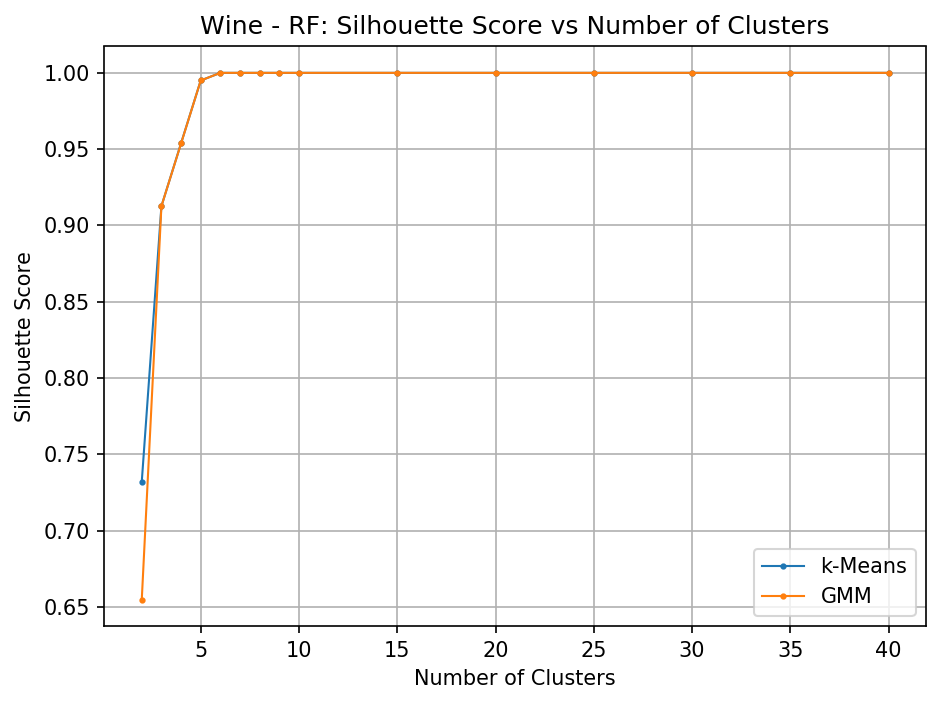 Wine - RF: Silhouette Score vs Number of Clusters
1.00
0.95
0.90
0.85
0.80
0.75
0.70
0.65
Silhouette Score
k-Means
GMM
5 10 15 20 25 30 35 40
Number of Clusters